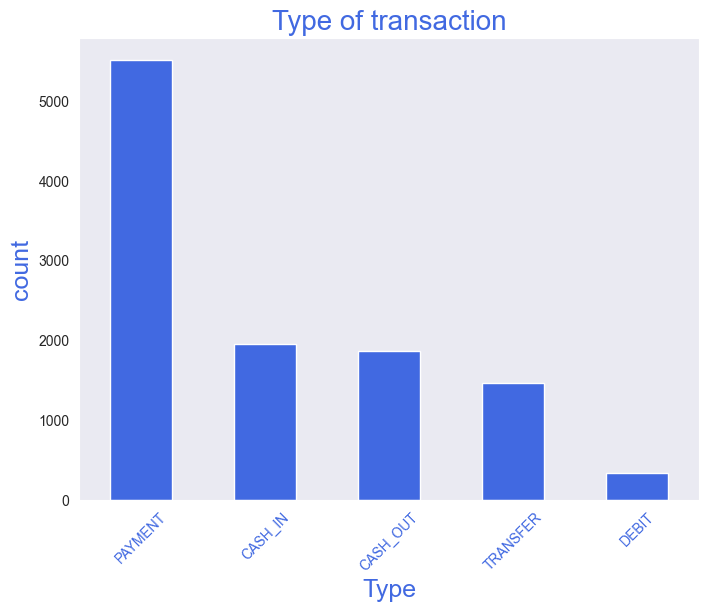 Type of transaction
count
5000
4000
3000
2000
1000
0
PAYMENT
CASH_IN
CASH_OUT
TRANSFER
DEBIT
Type